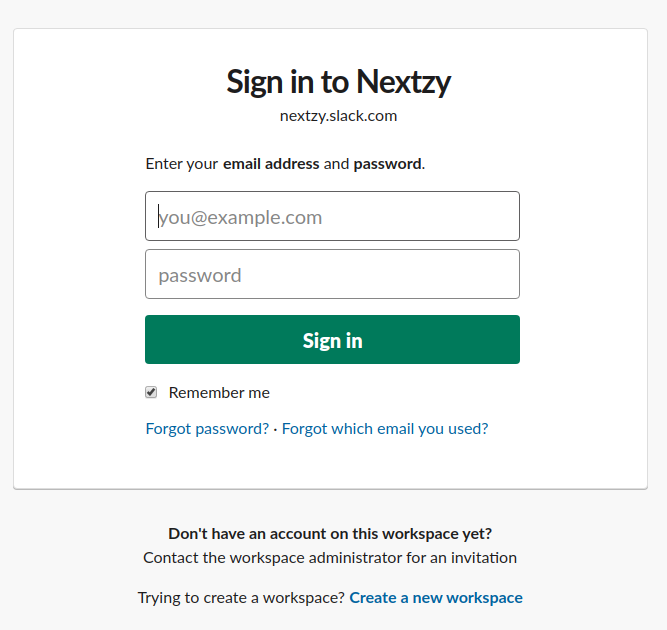 Sign in to Nextzy
nextzy.slack.com
Enter your email address and password.
you@example.com
password
Sign in
Remember me
Forgot password? · Forgot which email you used?
Don't have an account on this workspace yet?
Contact the workspace administrator for an invitation
Trying to create a workspace? Create a new workspace